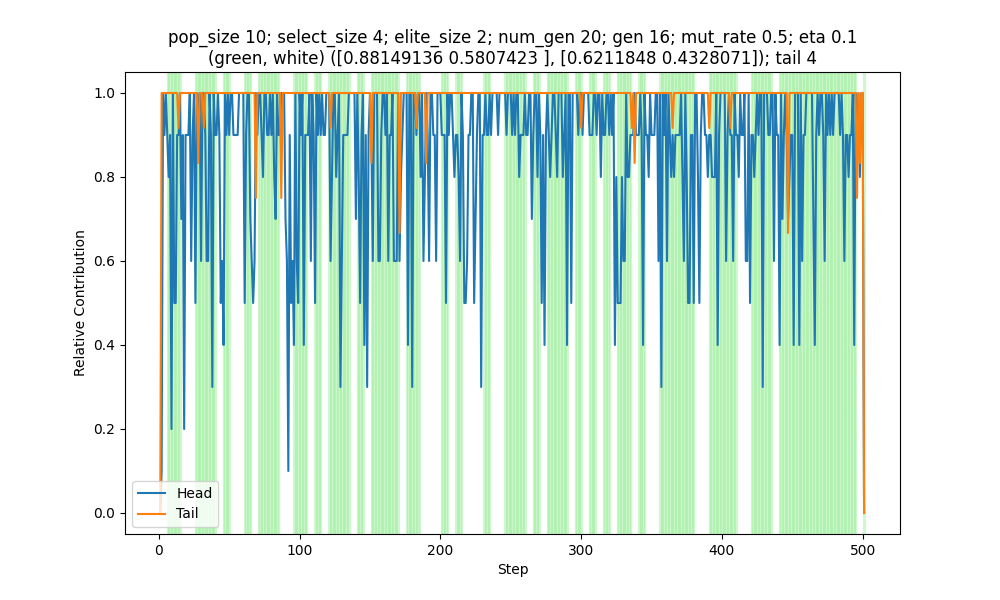 pop_size 10; select_size 4; elite_size 2; num_gen 20; gen 16; mut_rate 0.5; eta 0.1
(green, white) ([0.88149136 0.5807423 ], [0.6211848 0.4328071]); tail 4
1.0
0.8
0.6
0.4
0.2
0.0
Relative Contribution
Head
Tail
0
100
200
300
400
500
Step